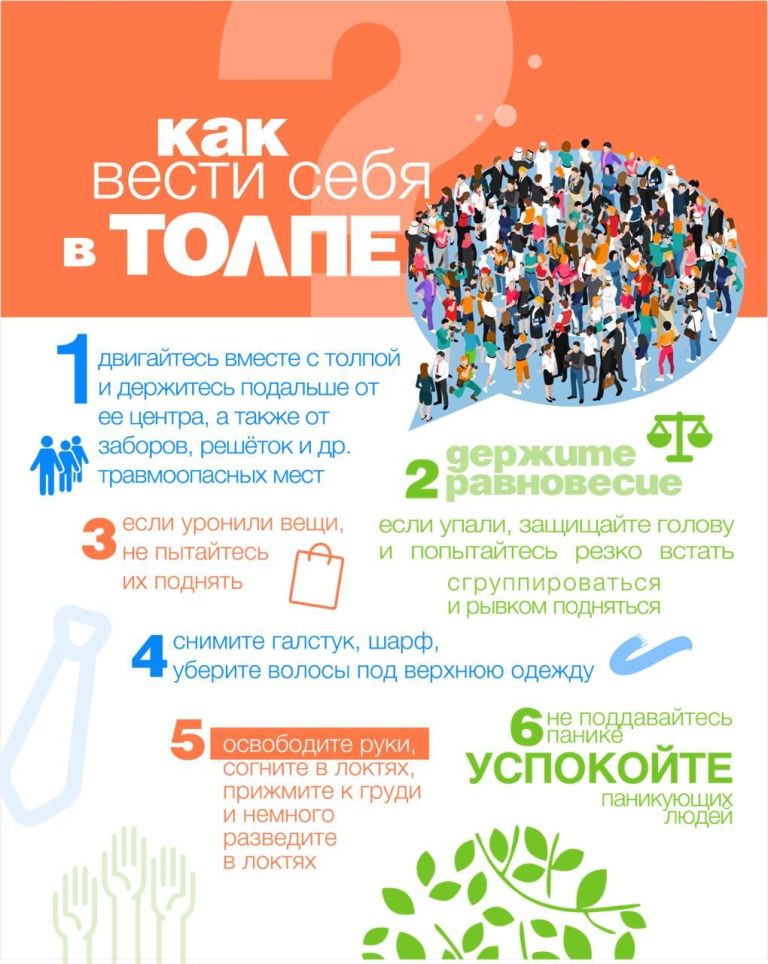 как
вести себя
в ТОЛПЕ
1 двигайтесь вместе с толпой
и держитесь подальше от
ее центра, а также от
заборов, решёток и др.
травмоопасных мест
2 держите
равновесие
если упали, защищайте голову
и попытайтесь резко встать
сгруппироваться
и рывком подняться
3 если уронили вещи,
не пытайтесь
их поднять
4 снимите галстук, шарф,
уберите волосы под верхнюю одежду
5 освободите руки,
согните в локтях,
прижмите к груди
и немного
разведите
в локтях
6 не поддавайтесь
панике
УСПОКОЙТЕ
паникующих
людей